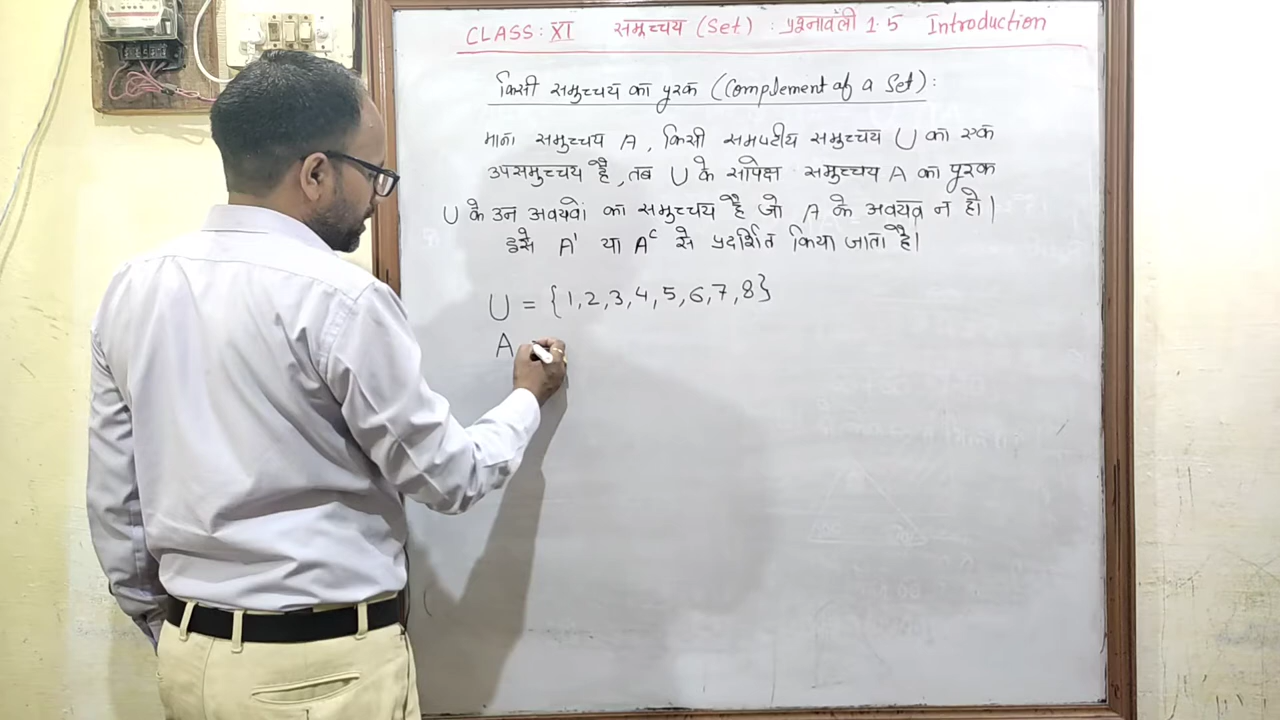 CLASS: XI समुच्चय (Set) : प्रश्नावली 1.5 Introduction
किसी समुच्चय का पूरक (Complement of a Set) :
माना समुच्चय A , किसी समष्टीय समुच्चय U का एक
उपसमुच्चय है , तब U के सापेक्ष समुच्चय A का पूरक
U के उन अवयवों का समुच्चय है जो A के अवयव न हो।
इसे A' या Aᶜ से प्रदर्शित किया जाता है।
U = {1,2,3,4,5,6,7,8}
A